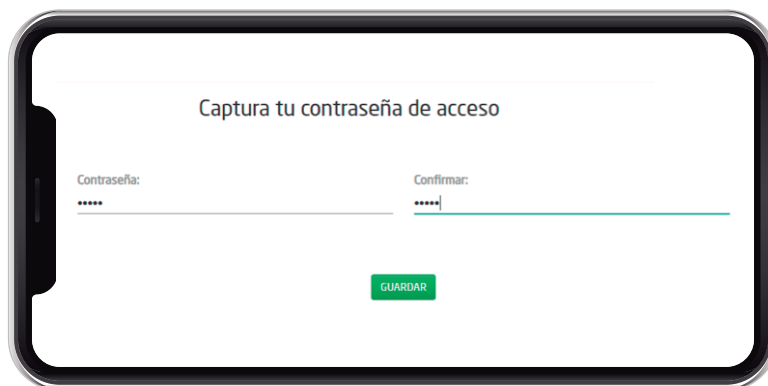 Captura tu contraseña de acceso
Contraseña:
•••••
Confirmar:
•••••
GUARDAR